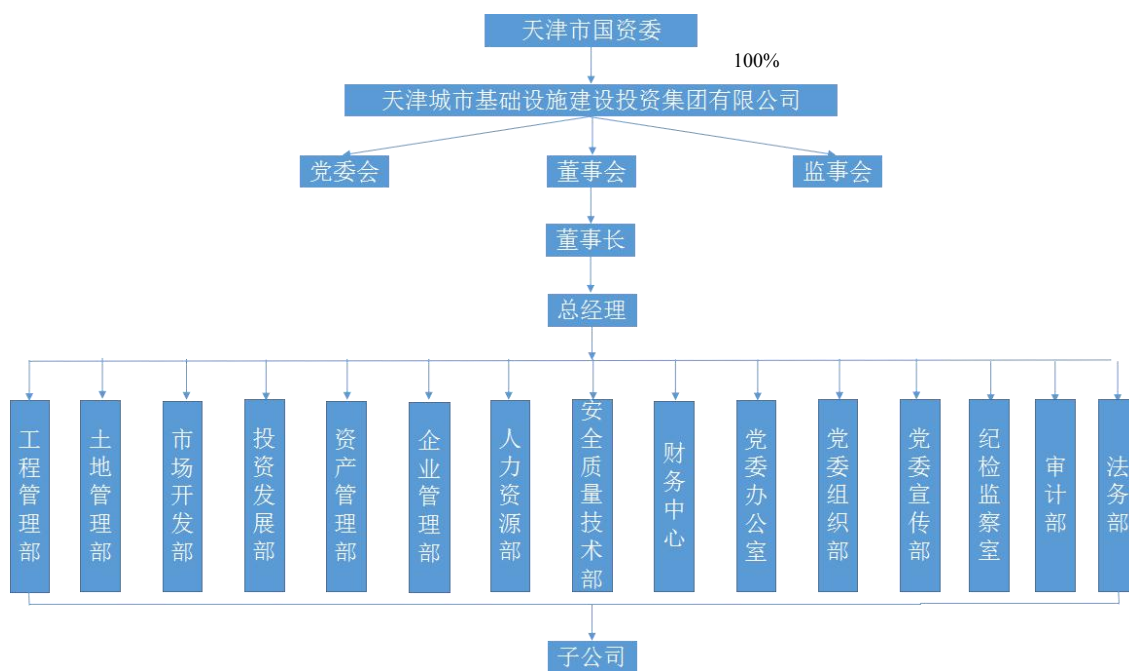 天津市国资委
100%
天津城市基础设施建设投资集团有限公司
党委会
董事会
监事会
董事长
总经理
工程管理部
土地管理部
市场开发部
投资发展部
资产管理部
企业管理部
人力资源部
安全质量技术部
财务中心
党委办公室
党委组织部
党委宣传部
纪检监察室
审计部
法务部
子公司